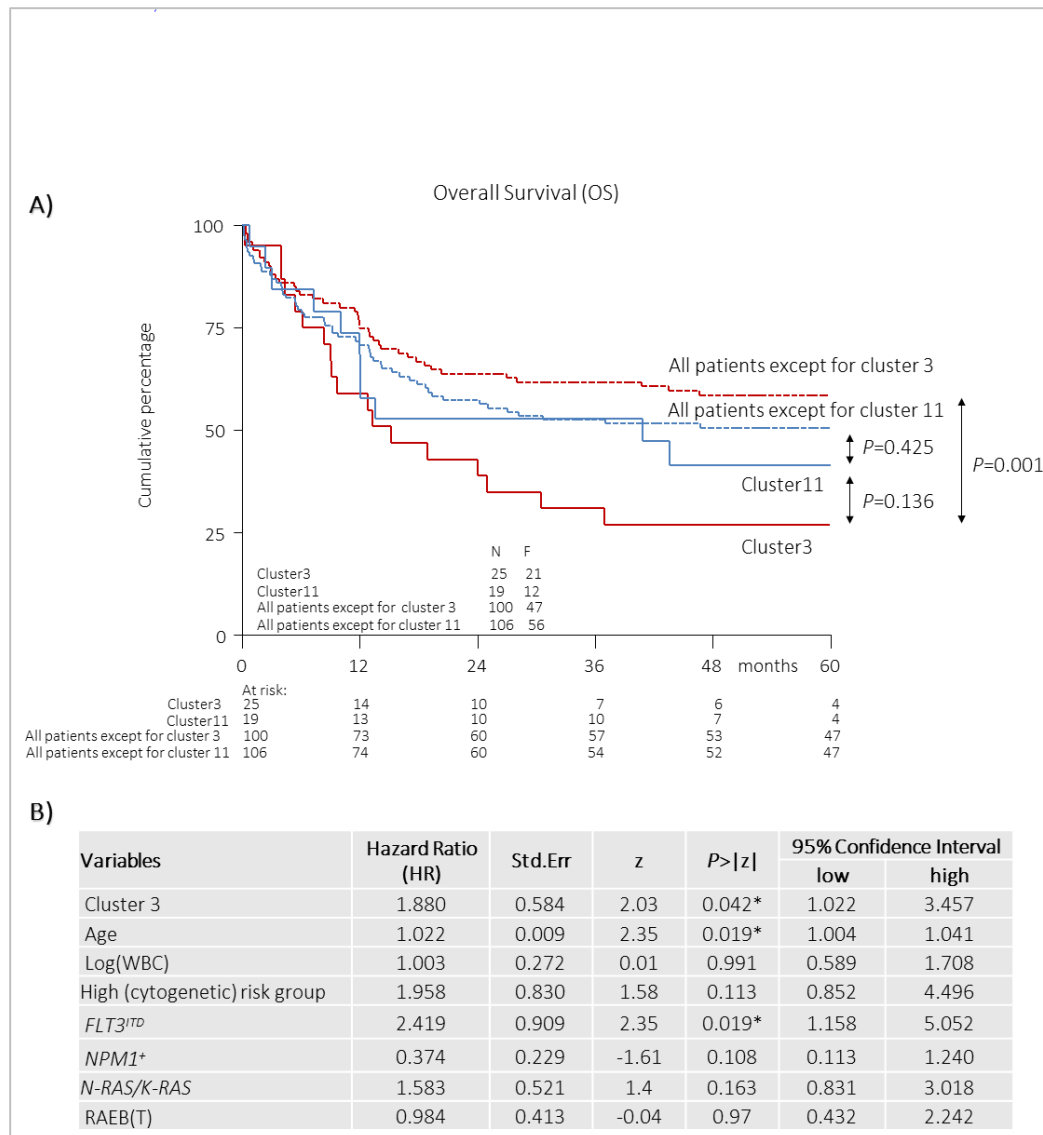 A)
Overall Survival (OS)
Cumulative percentage
100
75
50
25
0
All patients except for cluster 3
All patients except for cluster 11
P=0.425
P=0.001
Cluster11
P=0.136
Cluster3
N F
Cluster3 25 21
Cluster11 19 12
All patients except for cluster 3 100 47
All patients except for cluster 11 106 56
0 12 24 36 48 months 60
At risk:
Cluster3 25 14 10 7 6 4
Cluster11 19 13 10 10 7 4
All patients except for cluster 3 100 73 60 57 53 47
All patients except for cluster 11 106 74 60 54 52 47
B)
Variables Hazard Ratio (HR) Std.Err z P>|z| 95% Confidence Interval
low high
Cluster 3 1.880 0.584 2.03 0.042* 1.022 3.457
Age 1.022 0.009 2.35 0.019* 1.004 1.041
Log(WBC) 1.003 0.272 0.01 0.991 0.589 1.708
High (cytogenetic) risk group 1.958 0.830 1.58 0.113 0.852 4.496
FLT3ITD 2.419 0.909 2.35 0.019* 1.158 5.052
NPM1+ 0.374 0.229 -1.61 0.108 0.113 1.240
N-RAS/K-RAS 1.583 0.521 1.4 0.163 0.831 3.018
RAEB(T) 0.984 0.413 -0.04 0.97 0.432 2.242